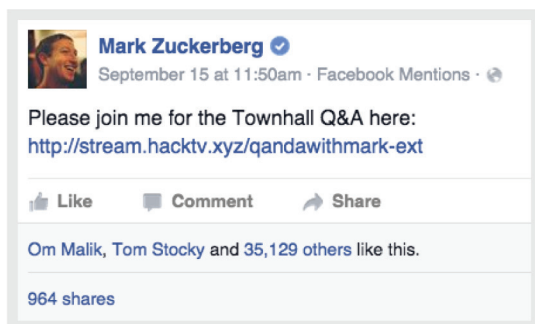 Mark Zuckerberg
September 15 at 11:50am · Facebook Mentions ·
Please join me for the Townhall Q&A here:
http://stream.hacktv.xyz/qandawithmark-ext
Like Comment Share
Om Malik, Tom Stocky and 35,129 others like this.
964 shares